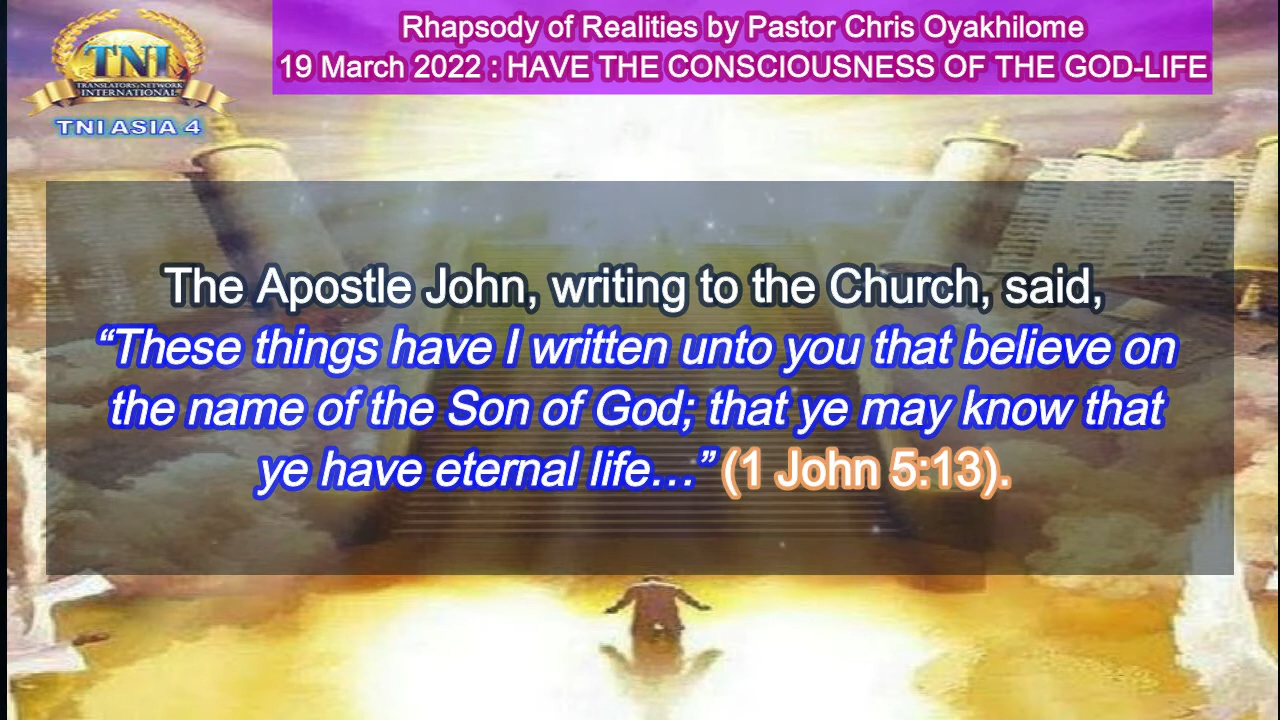 Rhapsody of Realities by Pastor Chris Oyakhilome
19 March 2022 : HAVE THE CONSCIOUSNESS OF THE GOD-LIFE
TNI
TRANSLATORS' NETWORK
INTERNATIONAL
TNI ASIA 4
The Apostle John, writing to the Church, said,
“These things have I written unto you that believe on
the name of the Son of God; that ye may know that
ye have eternal life…” (1 John 5:13).